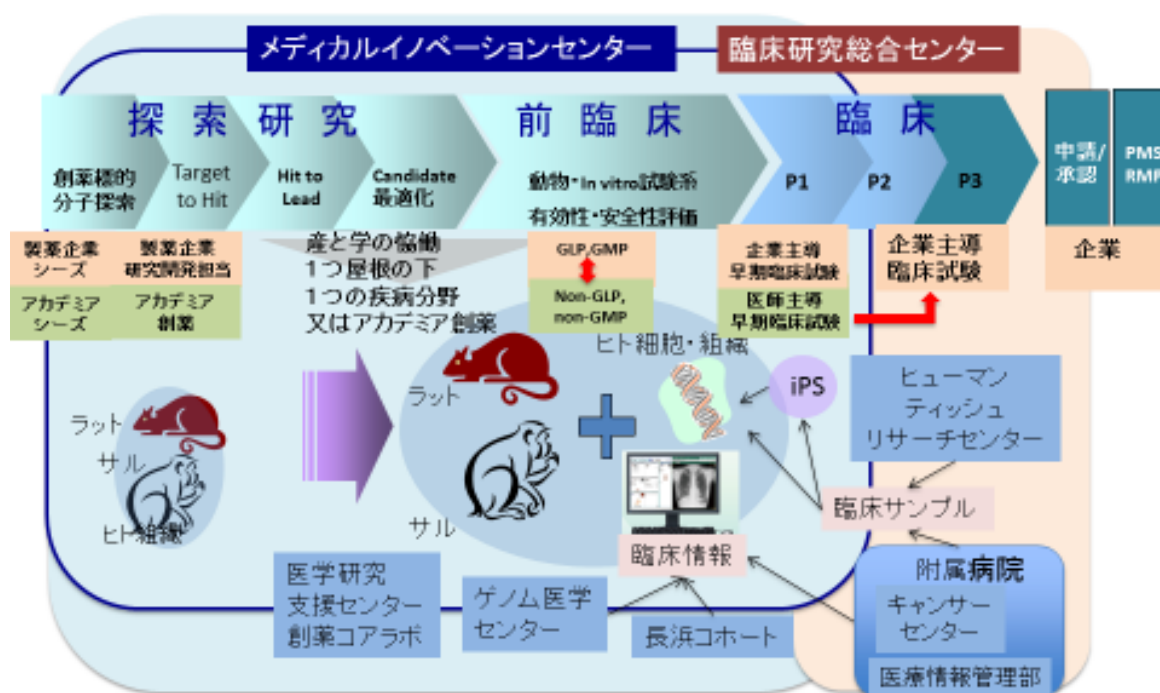 メディカルイノベーションセンター
臨床研究総合センター
探索研究
前臨床
臨床
創薬標的
分子探索
Target
to Hit
Hit to
Lead
Candidate
最適化
動物・In vitro試験系
有効性・安全性評価
P1
P2
P3
申請/
承認
PMS
RMP
製薬企業
シーズ
製薬企業
研究開発担当
アカデミア
シーズ
アカデミア
創薬
産と学の協働
1つ屋根の下
1つの疾病分野
又はアカデミア創薬
GLP,GMP
Non-GLP,
non-GMP
企業主導
早期臨床試験
医師主導
早期臨床試験
企業主導
臨床試験
企業
ラット
サル
ヒト組織
ラット
サル
ヒト細胞・組織
iPS
ヒューマン
ティッシュ
リサーチセンター
臨床サンプル
臨床情報
医学研究
支援センター
創薬コアラボ
ゲノム医学
センター
長浜コホート
附属病院
キャンサー
センター
医療情報管理部